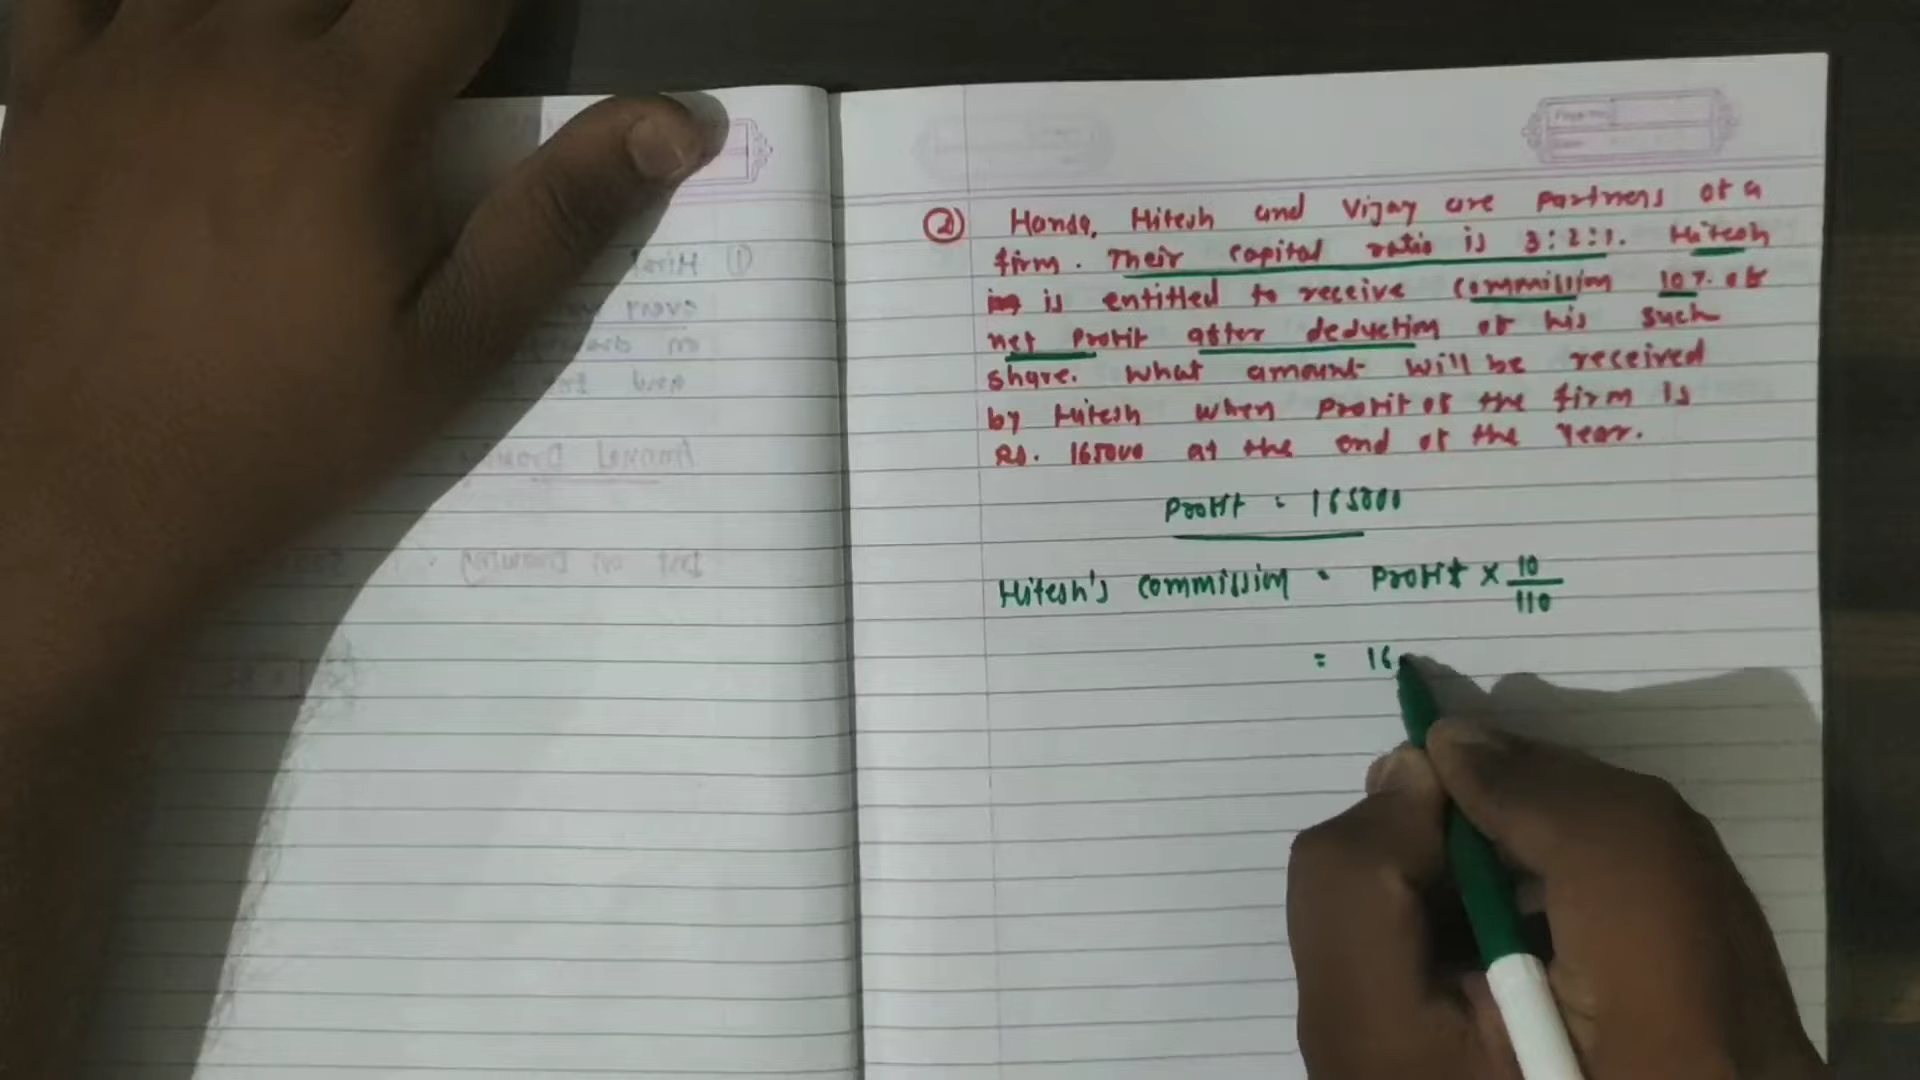 ② Hansa, Hitesh and Vijay are partners of a
firm. Their capital ratio is 3:2:1. Hitesh
is entitled to receive commission 10% of
net profit after deduction of his such
share. What amount will be received
by Hitesh when profit of the firm is
Rs. 165000 at the end of the year.
Profit = 165000
Hitesh's commission = Profit × 10/110
= 16